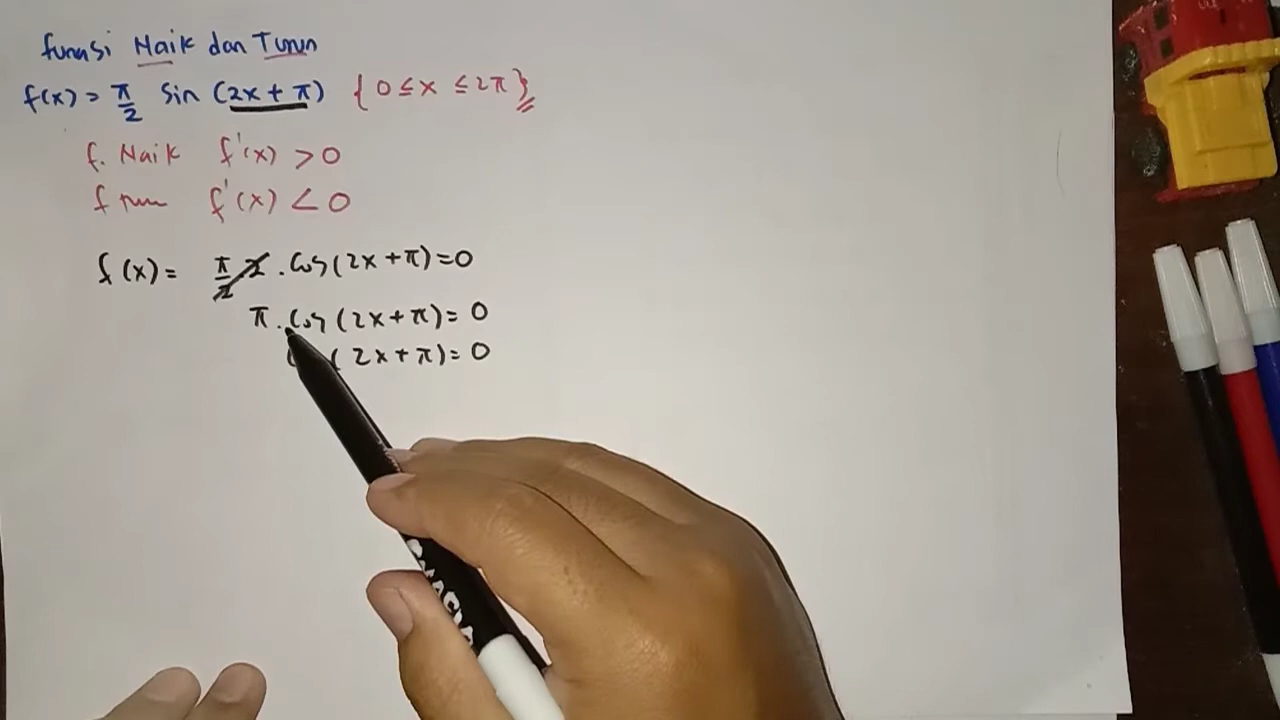 fungsi Naik dan Turun
f(x) = π/2 Sin (2x + π) {0 ≤ x ≤ 2π}
f. Naik f'(x) > 0
f turun f'(x) < 0
f (x) = π/2 2 . Cos (2x + π) = 0
π . Cos (2x + π) = 0
(2x + π) = 0